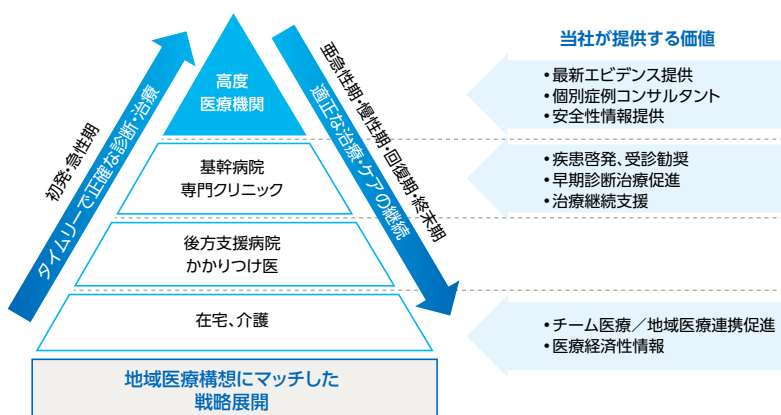 当社が提供する価値
高度
医療機関
初発・急性期
タイムリーで正確な診断・治療
亜急性期・慢性期・回復期・終末期
適正な治療・ケアの継続
•最新エビデンス提供
•個別症例コンサルタント
•安全性情報提供
基幹病院
専門クリニック
•疾患啓発、受診勧奨
•早期診断治療促進
•治療継続支援
後方支援病院
かかりつけ医
在宅、介護
•チーム医療／地域医療連携促進
•医療経済性情報
地域医療構想にマッチした
戦略展開